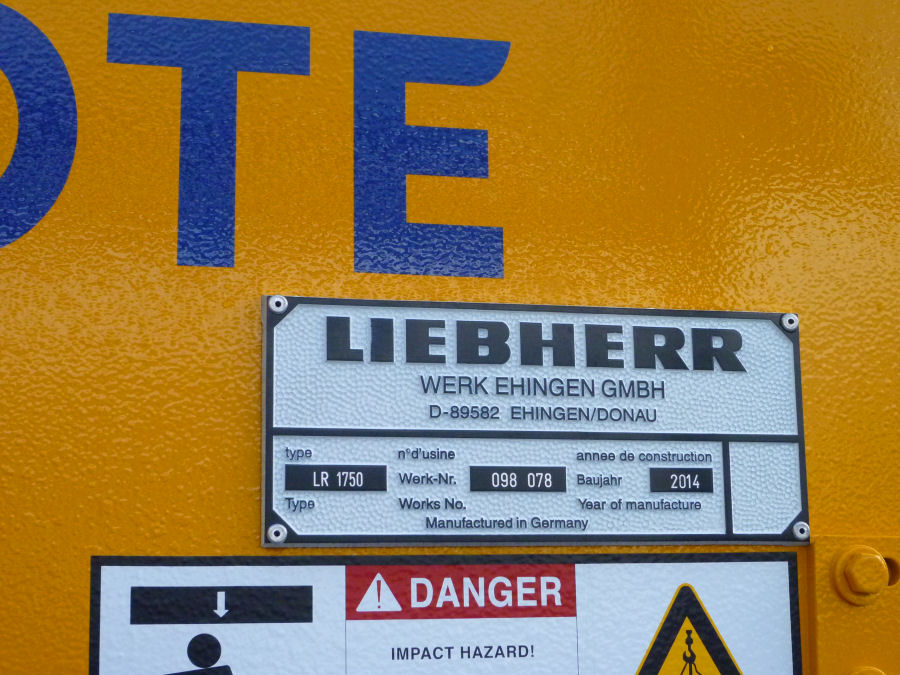 OTE
LIEBHERR
WERK EHINGEN GMBH
D-89582 EHINGEN/DONAU
type n°d'usine annee de construction
LR 1750 Werk-Nr. 098 078 Baujahr 2014
Type Works No. Year of manufacture
Manufactured in Germany
DANGER
IMPACT HAZARD!